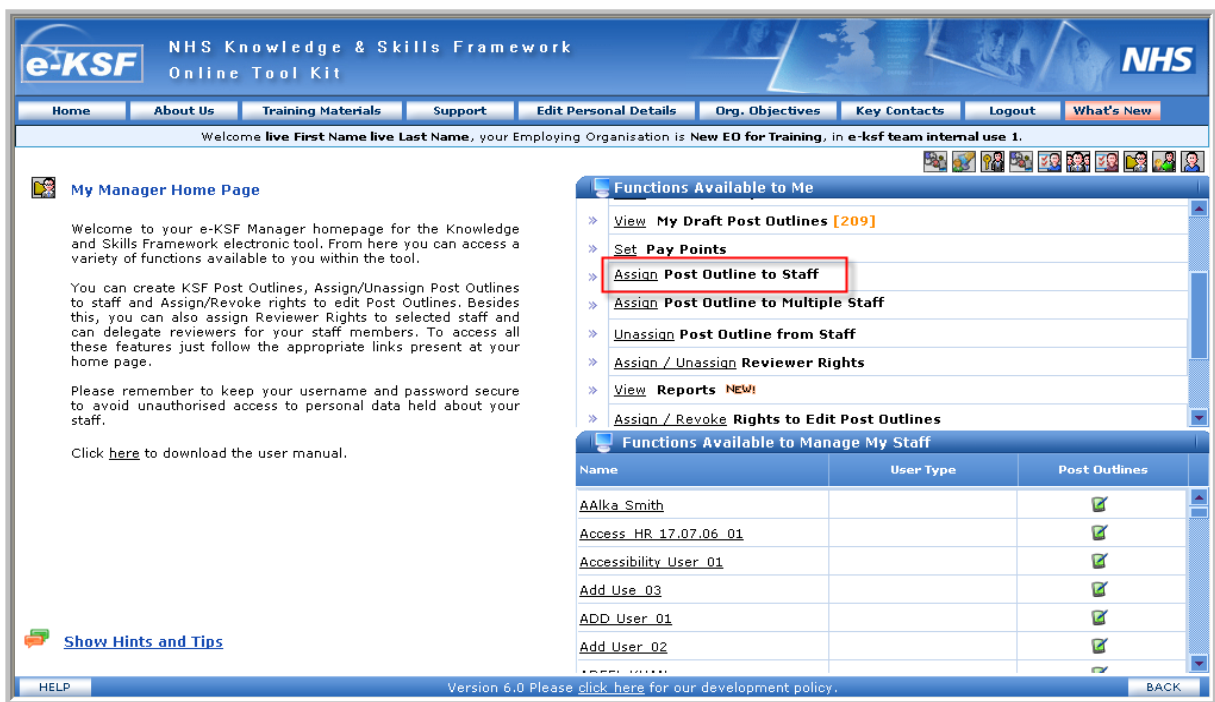 e-KSF
NHS Knowledge & Skills Framework
Online Tool Kit
NHS
Home About Us Training Materials Support Edit Personal Details Org. Objectives Key Contacts Logout What's New
Welcome live First Name live Last Name, your Employing Organisation is New EO for Training, in e-ksf team internal use 1.
My Manager Home Page
Welcome to your e-KSF Manager homepage for the Knowledge
and Skills Framework electronic tool. From here you can access a
variety of functions available to you within the tool.
You can create KSF Post Outlines, Assign/Unassign Post Outlines
to staff and Assign/Revoke rights to edit Post Outlines. Besides
this, you can also assign Reviewer Rights to selected staff and
can delegate reviewers for your staff members. To access all
these features just follow the appropriate links present at your
home page.
Please remember to keep your username and password secure
to avoid unauthorised access to personal data held about your
staff.
Click here to download the user manual.
Show Hints and Tips
Functions Available to Me
» View My Draft Post Outlines [209]
» Set Pay Points
» Assign Post Outline to Staff
» Assign Post Outline to Multiple Staff
» Unassign Post Outline from Staff
» Assign / Unassign Reviewer Rights
» View Reports NEW!
» Assign / Revoke Rights to Edit Post Outlines
Functions Available to Manage My Staff
Name User Type Post Outlines
AAlka Smith
Access HR 17.07.06 01
Accessibility User 01
Add Use 03
ADD User 01
Add User 02
HELP Version 6.0 Please click here for our development policy. BACK